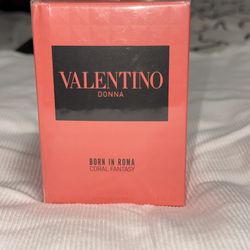 VALENTINO
DONNA
BORN IN ROMA
CORAL FANTASY